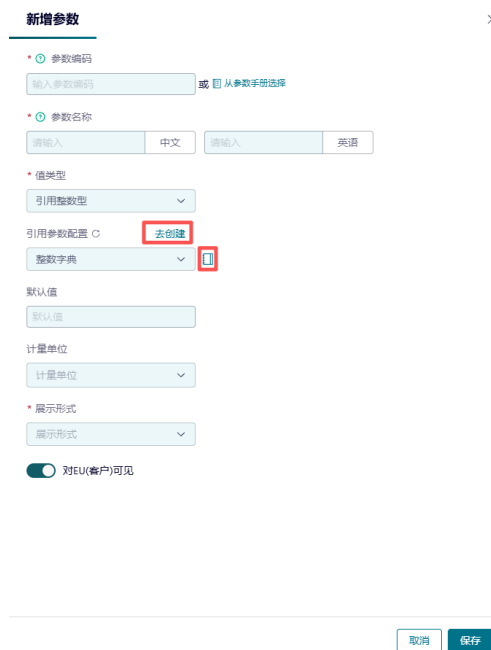 新增参数
* 参数编码
输入参数编码 或 从参数手册选择
* 参数名称
请输入 中文 请输入 英语
* 值类型
引用整数型
引用参数配置 去创建
整数字典
默认值
默认值
计量单位
计量单位
* 展示形式
展示形式
对EU(客户)可见
取消 保存